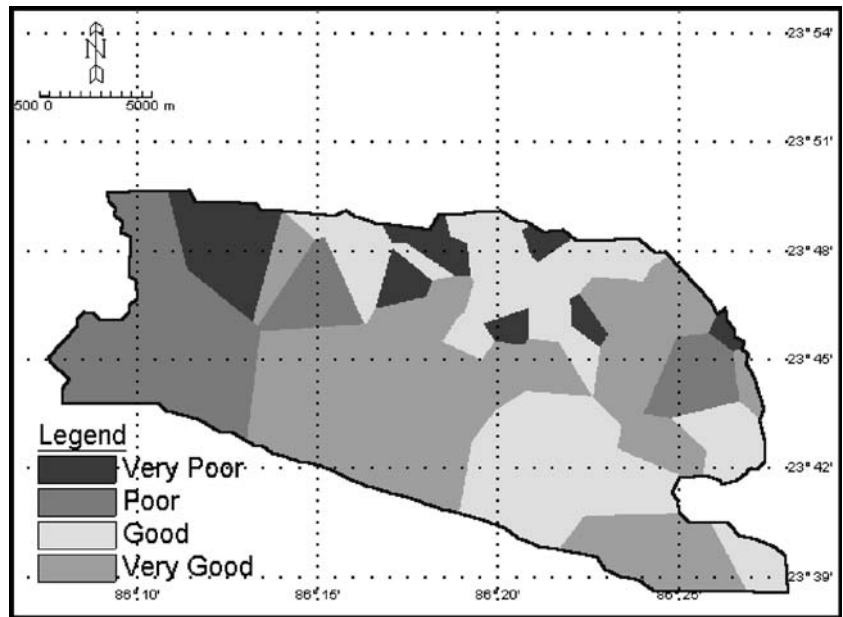 N
500 0 5000 m
23°54'
23°51'
23°48'
23°45'
23°42'
23°39'
86°10' 86°15' 86°20' 86°25'
Legend
Very Poor
Poor
Good
Very Good